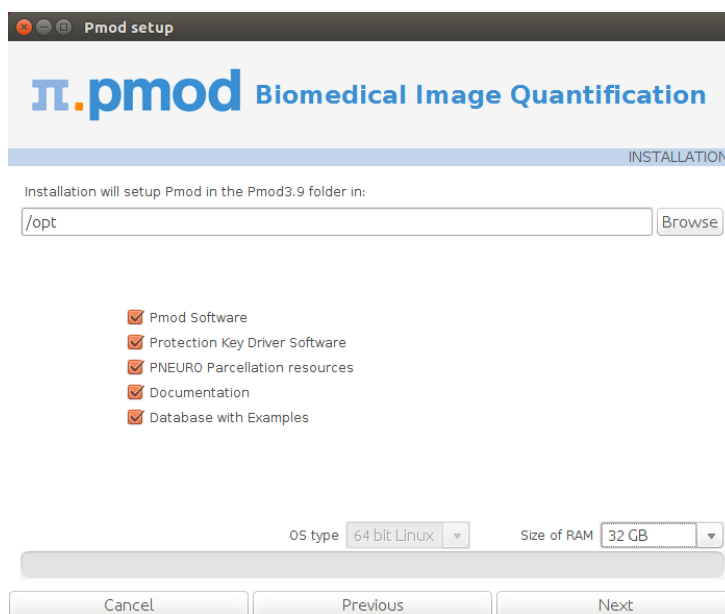 Pmod setup
π.pmod Biomedical Image Quantification
INSTALLATION
Installation will setup Pmod in the Pmod3.9 folder in:
/opt Browse
Pmod Software
Protection Key Driver Software
PNEURO Parcellation resources
Documentation
Database with Examples
OS type 64 bit Linux Size of RAM 32 GB
Cancel Previous Next